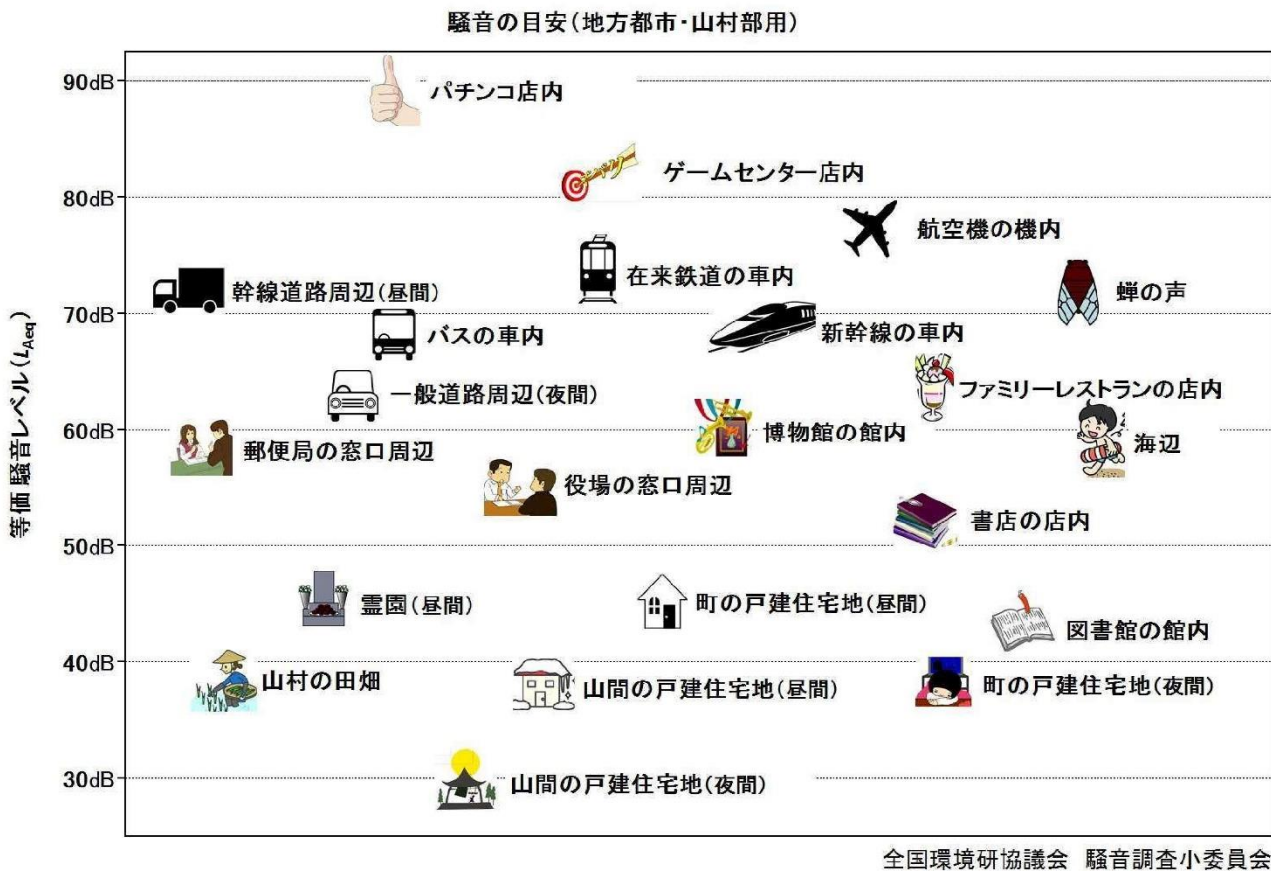 騒音の目安(地方都市・山村部用)
等価騒音レベル(LAeq)
90dB
パチンコ店内
ゲームセンター店内
80dB
航空機の機内
在来鉄道の車内
幹線道路周辺(昼間)
蝉の声
70dB
バスの車内
新幹線の車内
一般道路周辺(夜間)
ファミリーレストランの店内
60dB
郵便局の窓口周辺
博物館の館内
海辺
役場の窓口周辺
書店の店内
50dB
霊園(昼間)
町の戸建住宅地(昼間)
図書館の館内
40dB
山村の田畑
山間の戸建住宅地(昼間)
町の戸建住宅地(夜間)
30dB
山間の戸建住宅地(夜間)
全国環境研協議会 騒音調査小委員会